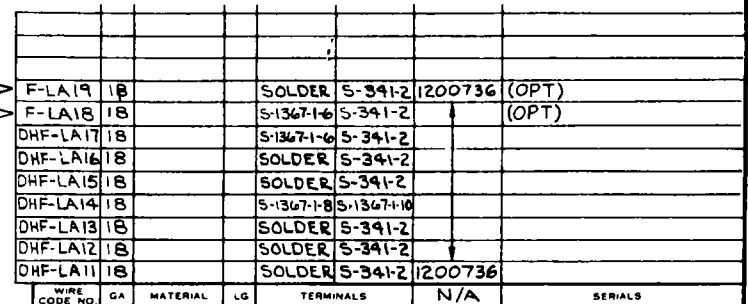 > F-LA19 18 SOLDER S-341-2 1200736 (OPT)
> F-LA18 18 S-1367-1-6 S-341-2 (OPT)
DHF-LA17 18 S-1367-1-6 S-341-2
DHF-LA16 18 SOLDER S-341-2
DHF-LA15 18 SOLDER S-341-2
DHF-LA14 18 S-1367-1-8 S-1367-1-10
DHF-LA13 18 SOLDER S-341-2
DHF-LA12 18 SOLDER S-341-2
DHF-LA11 18 SOLDER S-341-2 1200736
WIRE CODE NO. GA MATERIAL LG TERMINALS N/A SERIALS